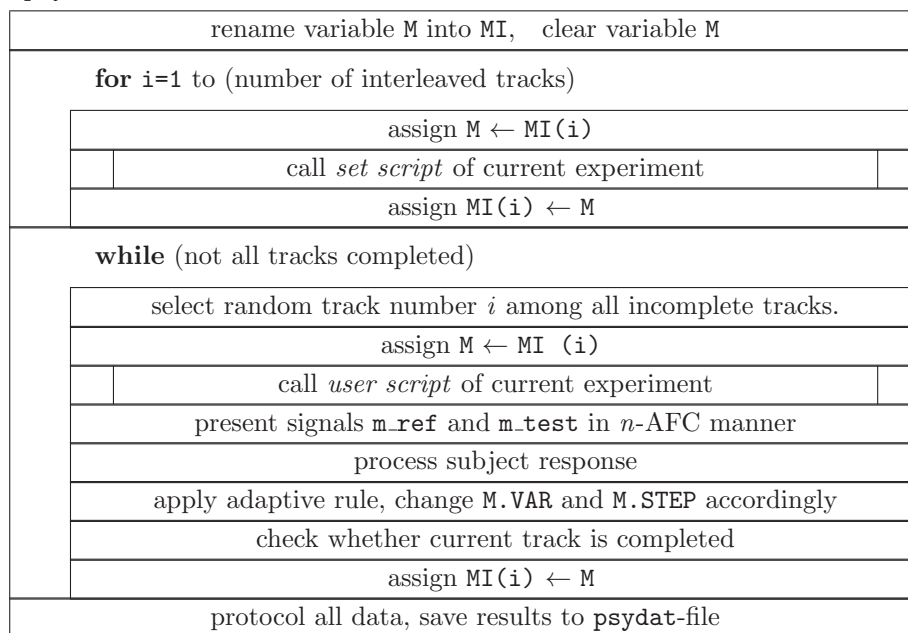 rename variable M into MI, clear variable M
for i=1 to (number of interleaved tracks)
assign M ← MI(i)
call set script of current experiment
assign MI(i) ← M
while (not all tracks completed)
select random track number i among all incomplete tracks.
assign M ← MI (i)
call user script of current experiment
present signals m_ref and m_test in n-AFC manner
process subject response
apply adaptive rule, change M.VAR and M.STEP accordingly
check whether current track is completed
assign MI(i) ← M
protocol all data, save results to psydat-file